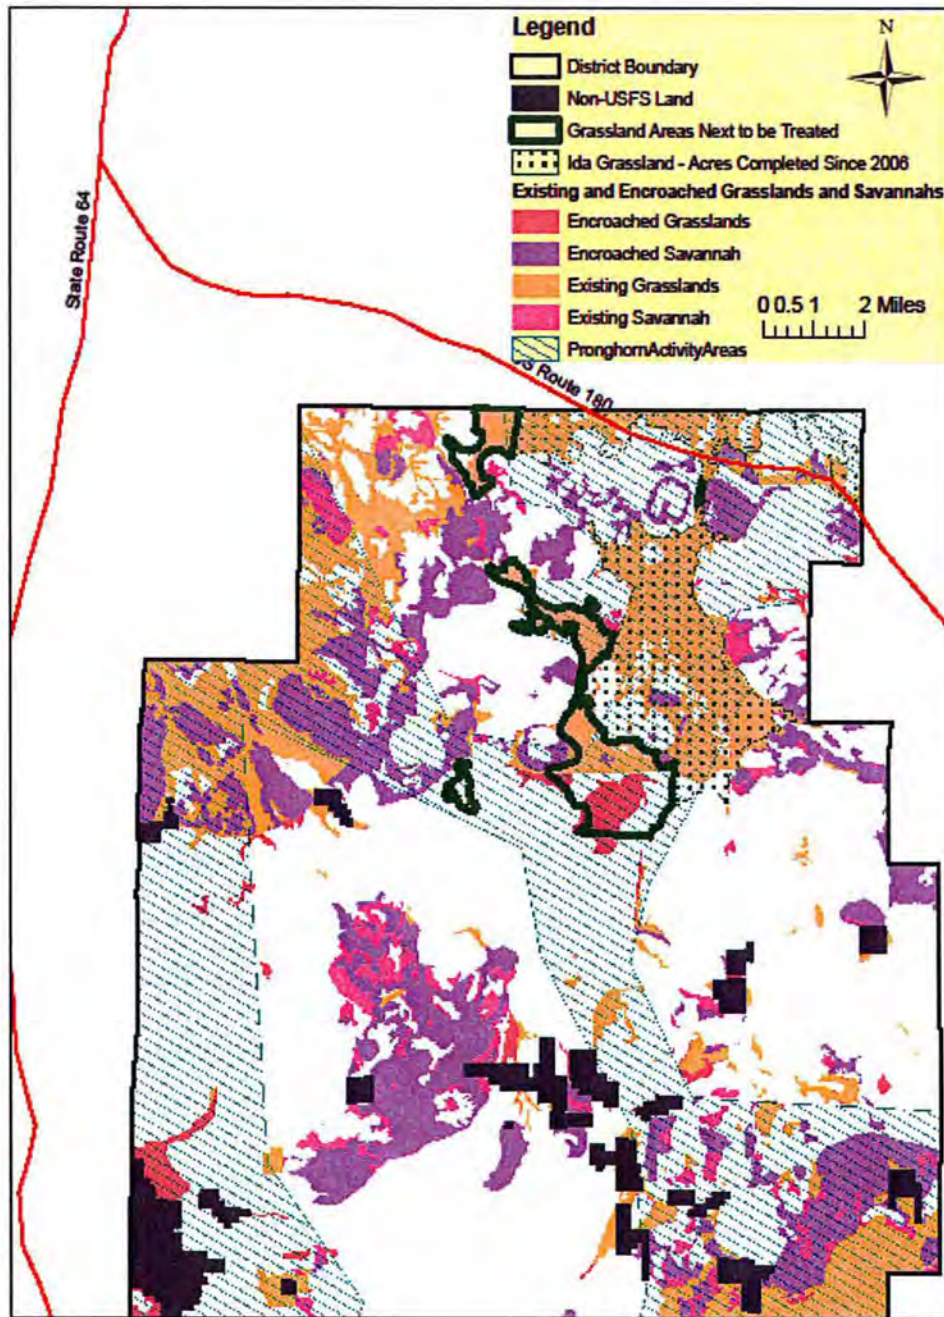 Legend
N
District Boundary
Non-USFS Land
Grassland Areas Next to be Treated
Ida Grassland - Acres Completed Since 2006
Existing and Encroached Grasslands and Savannahs
Encroached Grasslands
Encroached Savannah
Existing Grasslands
0 0.5 1 2 Miles
Existing Savannah
PronghornActivityAreas
State Route 64
US Route 180